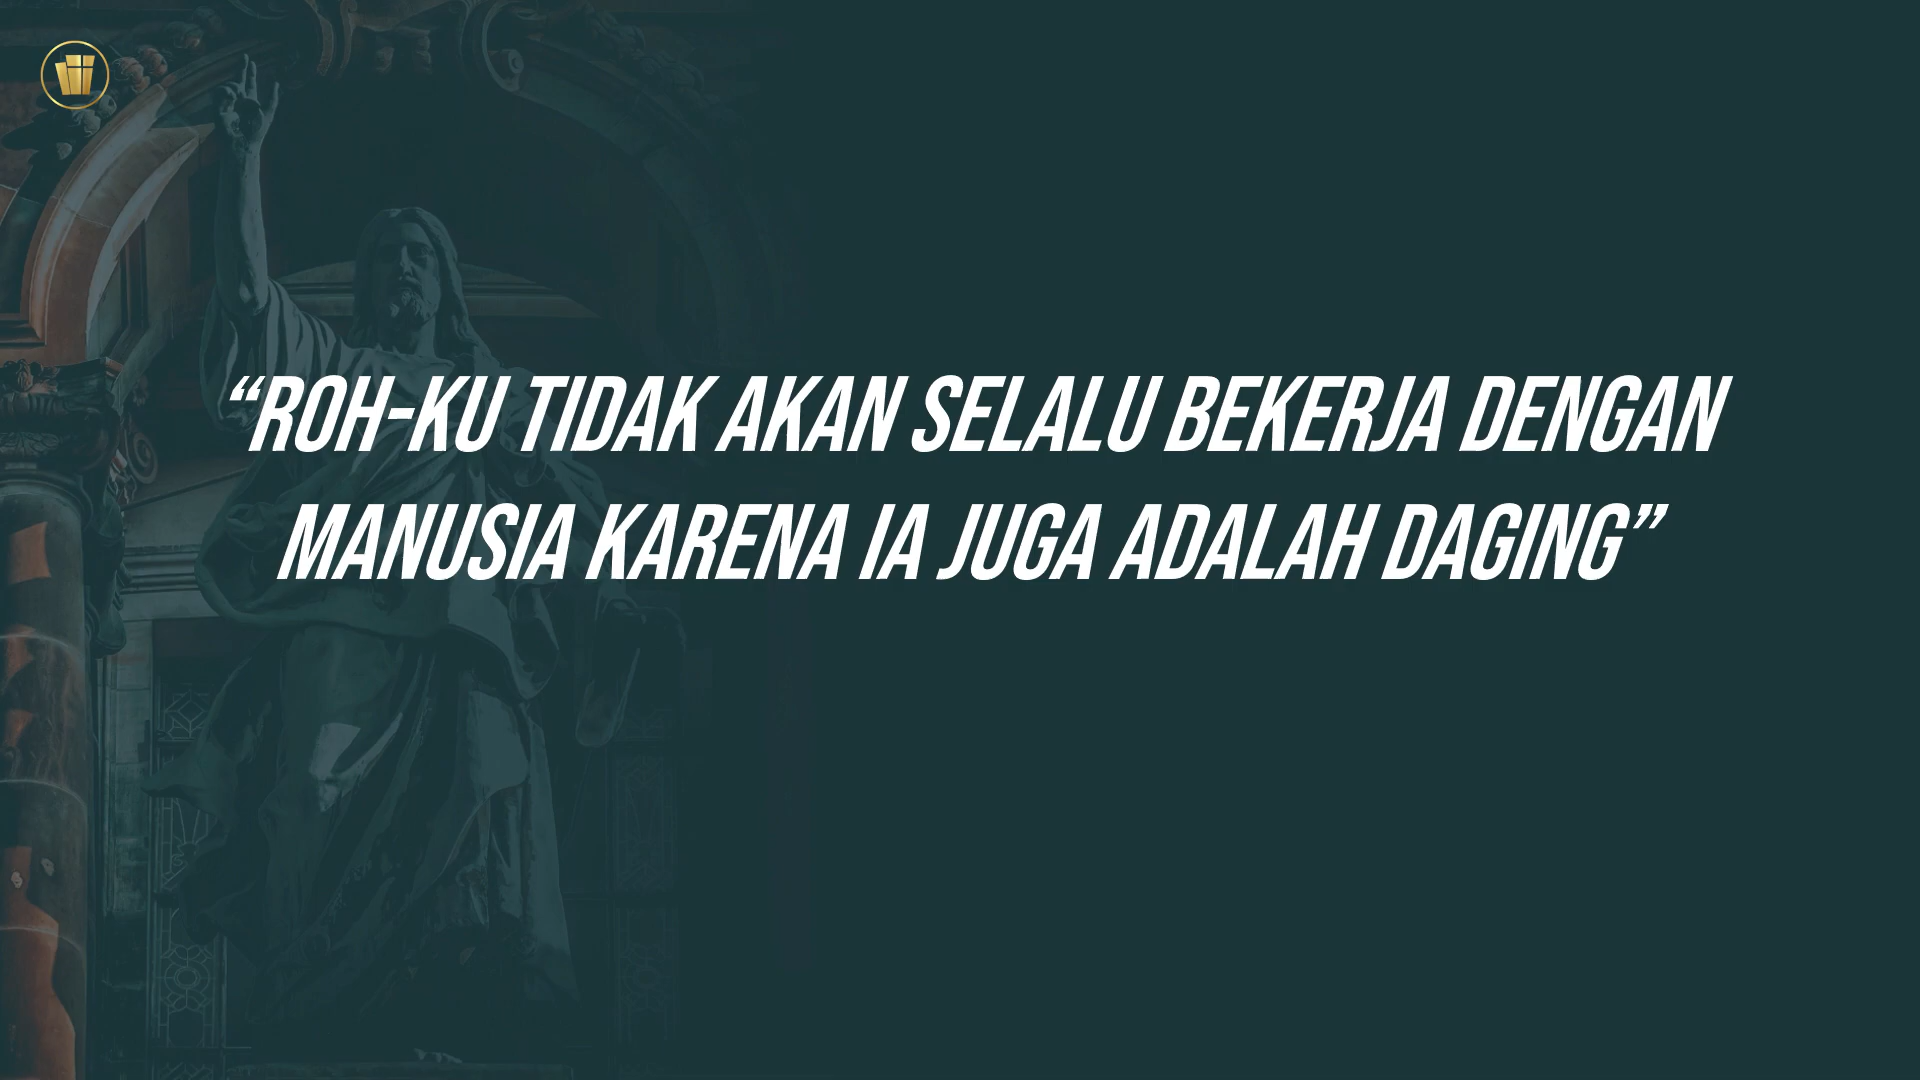 “ROH-KU TIDAK AKAN SELALU BEKERJA DENGAN
MANUSIA KARENA IA JUGA ADALAH DAGING”